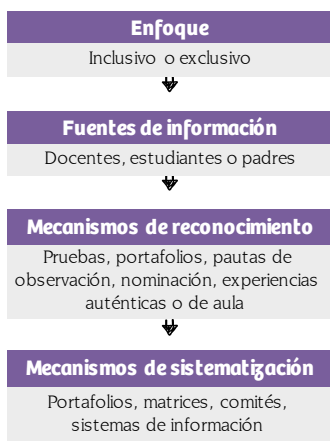 Enfoque
Inclusivo o exclusivo
Fuentes de información
Docentes, estudiantes o padres
Mecanismos de reconocimiento
Pruebas, portafolios, pautas de
observación, nominación, experiencias
auténticas o de aula
Mecanismos de sistematización
Portafolios, matrices, comités,
sistemas de información